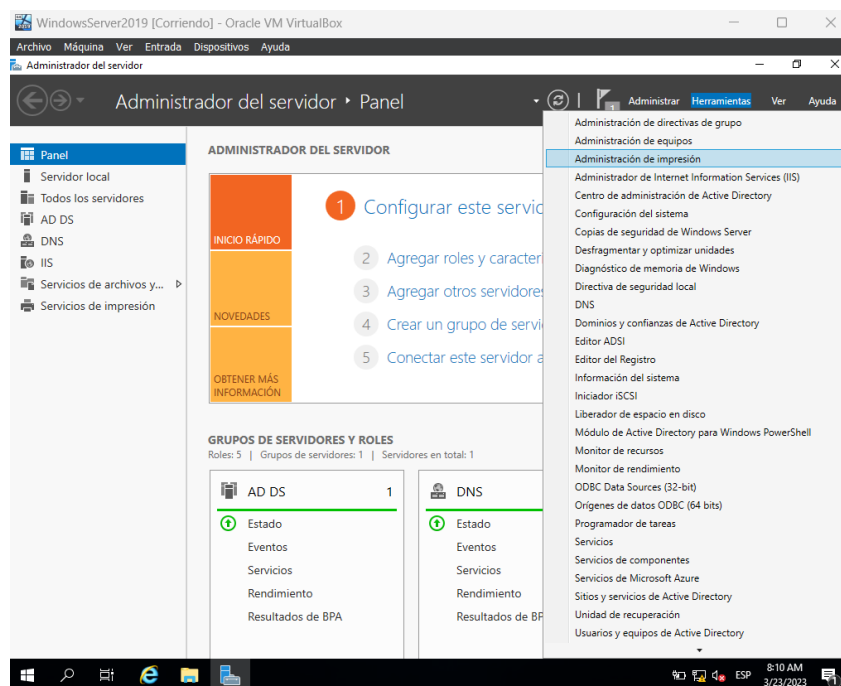 WindowsServer2019 [Corriendo] - Oracle VM VirtualBox
Archivo Máquina Ver Entrada Dispositivos Ayuda
Administrador del servidor
Administrador del servidor ‣ Panel
1
Administrar Herramientas Ver Ayuda
Panel
Servidor local
Todos los servidores
AD DS
DNS
IIS
Servicios de archivos y...
Servicios de impresión
ADMINISTRADOR DEL SERVIDOR
INICIO RÁPIDO
NOVEDADES
OBTENER MÁS
INFORMACIÓN
1 Configurar este servic
2 Agregar roles y caracter
3 Agregar otros servidores
4 Crear un grupo de servi
5 Conectar este servidor a
GRUPOS DE SERVIDORES Y ROLES
Roles: 5 | Grupos de servidores: 1 | Servidores en total: 1
AD DS 1
Estado
Eventos
Servicios
Rendimiento
Resultados de BPA
DNS
Estado
Eventos
Servicios
Rendimiento
Resultados de BP
Administración de directivas de grupo
Administración de equipos
Administración de impresión
Administrador de Internet Information Services (IIS)
Centro de administración de Active Directory
Configuración del sistema
Copias de seguridad de Windows Server
Desfragmentar y optimizar unidades
Diagnóstico de memoria de Windows
Directiva de seguridad local
DNS
Dominios y confianzas de Active Directory
Editor ADSI
Editor del Registro
Información del sistema
Iniciador iSCSI
Liberador de espacio en disco
Módulo de Active Directory para Windows PowerShell
Monitor de recursos
Monitor de rendimiento
ODBC Data Sources (32-bit)
Orígenes de datos ODBC (64 bits)
Programador de tareas
Servicios
Servicios de componentes
Servicios de Microsoft Azure
Sitios y servicios de Active Directory
Unidad de recuperación
Usuarios y equipos de Active Directory
ESP
8:10 AM
3/23/2023